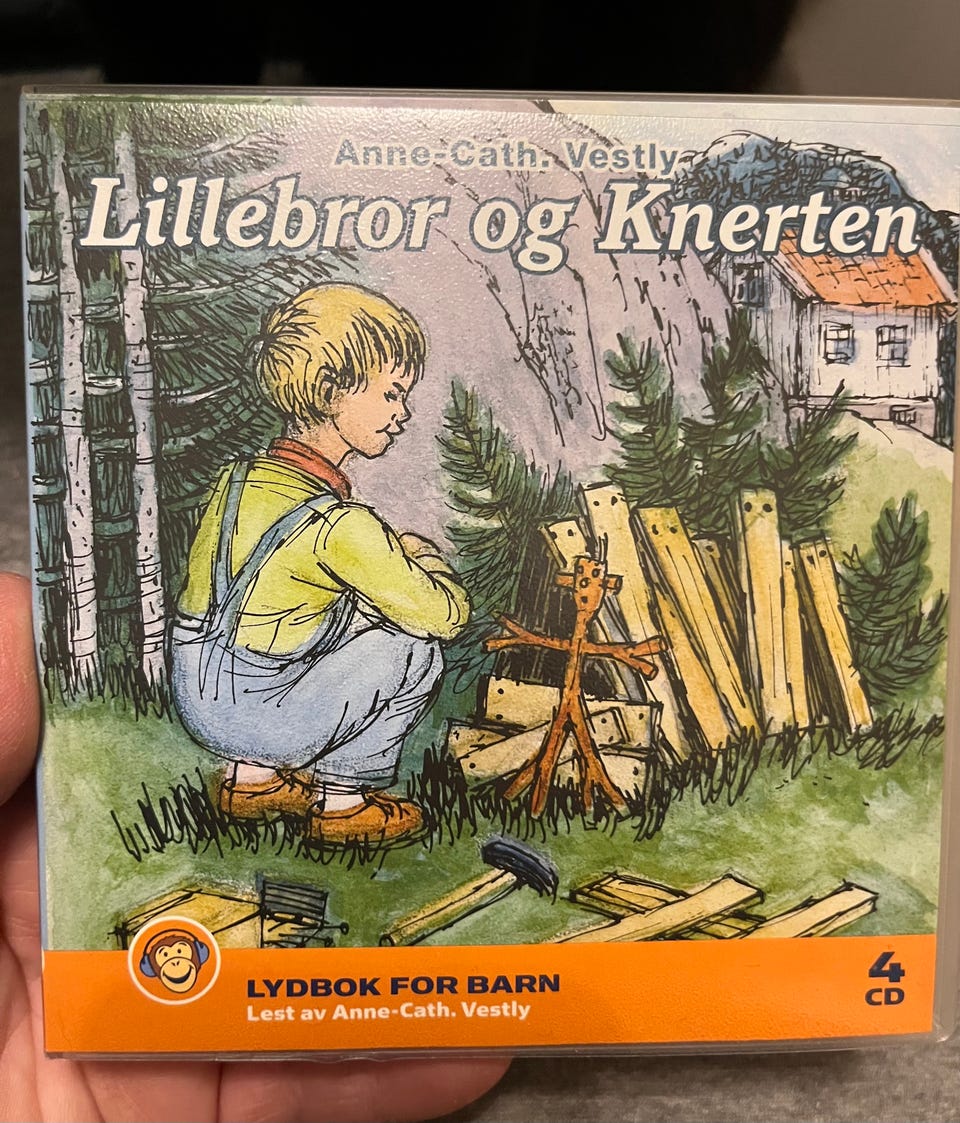 Anne-Cath. Vestly
Lillebror og Knerten
LYDBOK FOR BARN
Lest av Anne-Cath. Vestly
4
CD